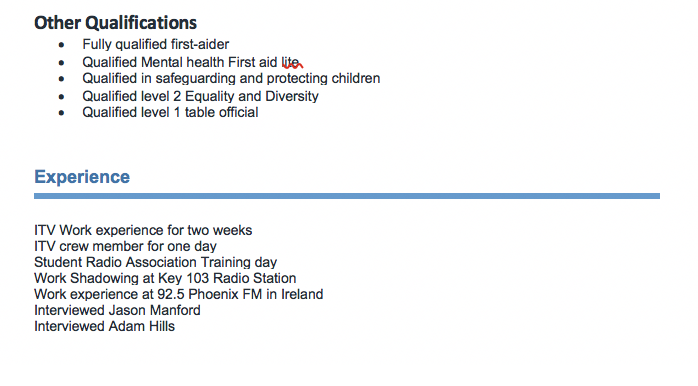 Other Qualifications
• Fully qualified first-aider
• Qualified Mental health First aid lite
• Qualified in safeguarding and protecting children
• Qualified level 2 Equality and Diversity
• Qualified level 1 table official
Experience
ITV Work experience for two weeks
ITV crew member for one day
Student Radio Association Training day
Work Shadowing at Key 103 Radio Station
Work experience at 92.5 Phoenix FM in Ireland
Interviewed Jason Manford
Interviewed Adam Hills